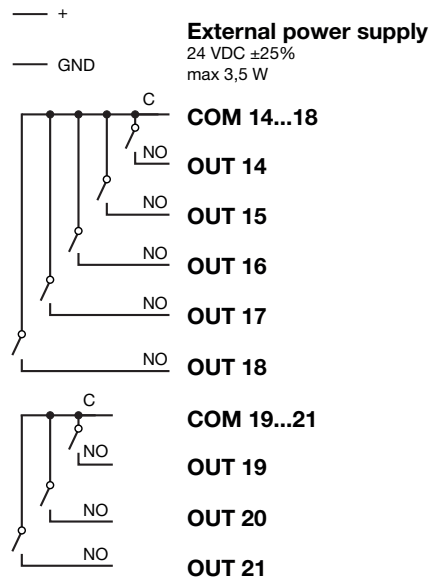 +
External power supply
24 VDC ±25%
GND
max 3,5 W
C
COM 14...18
NO
OUT 14
NO
OUT 15
NO
OUT 16
NO
OUT 17
NO
OUT 18
C
COM 19...21
NO
OUT 19
NO
OUT 20
NO
OUT 21